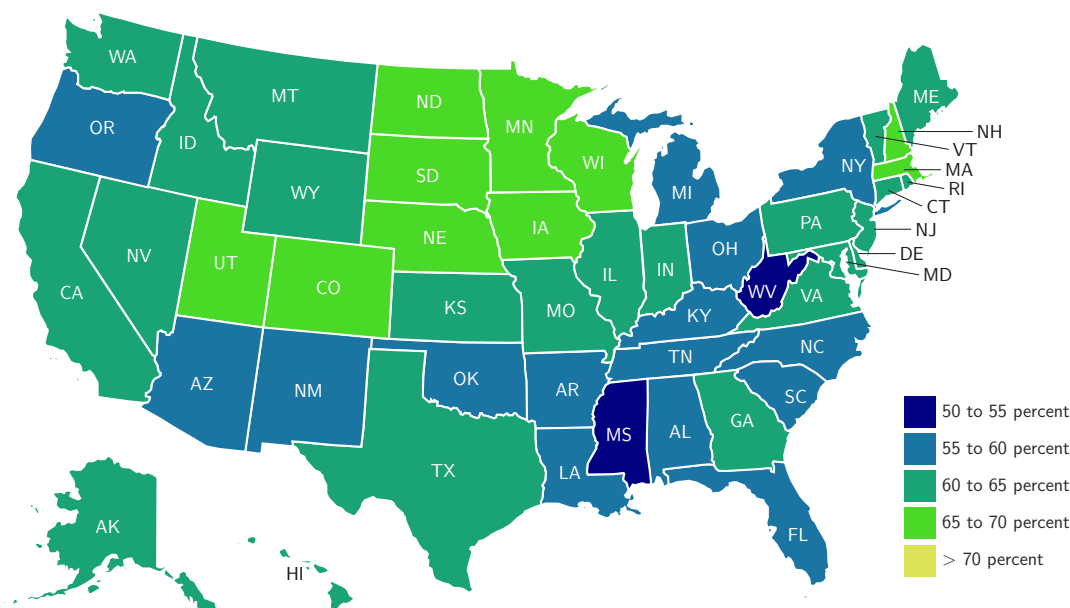 WA
MT
ND
MN
ME
OR
ID
SD
WI
NH
VT
MA
RI
CT
NY
MI
WY
NE
IA
PA
NJ
NV
UT
CO
IL
IN
OH
DE
MD
CA
KS
MO
WV
VA
KY
AZ
NM
OK
AR
TN
NC
SC
MS
AL
GA
TX
LA
FL
AK
HI
50 to 55 percent
55 to 60 percent
60 to 65 percent
65 to 70 percent
> 70 percent